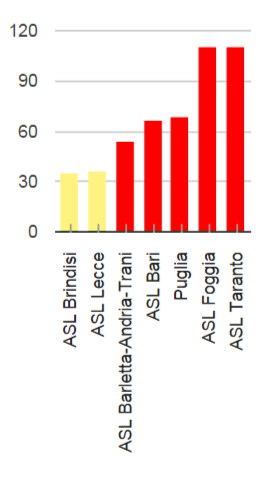 120
90
60
30
0
ASL Brindisi
ASL Lecce
ASL Barletta-Andria-Trani
ASL Bari
Puglia
ASL Foggia
ASL Taranto